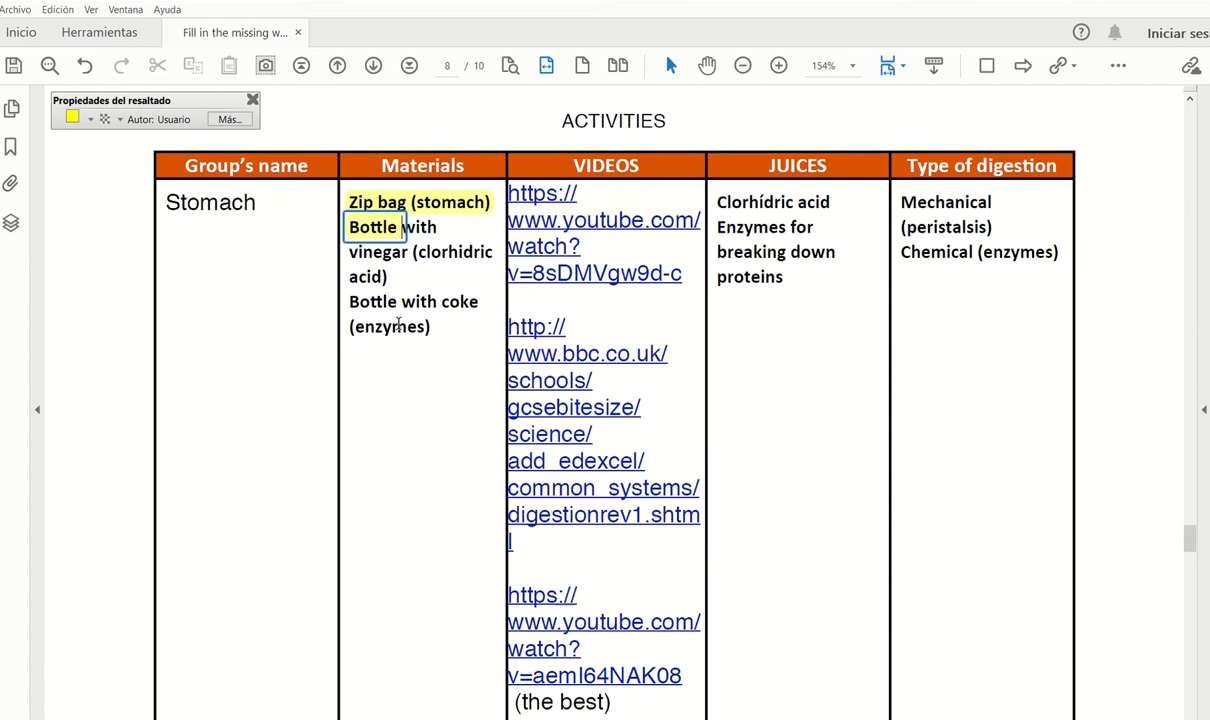 Archivo Edición Ver Ventana Ayuda
Inicio Herramientas Fill in the missing w... × Iniciar ses
8 / 10 154%
Propiedades del resaltado
Autor: Usuario Más...
ACTIVITIES
Group's name Materials VIDEOS JUICES Type of digestion
Stomach
Zip bag (stomach)
Bottle with
vinegar (clorhidric
acid)
Bottle with coke
(enzymes)
https://
www.youtube.com/
watch?
v=8sDMVgw9d-c
http://
www.bbc.co.uk/
schools/
gcsebitesize/
science/
add_edexcel/
common_systems/
digestionrev1.shtm
l
https://
www.youtube.com/
watch?
v=aemI64NAK08
(the best)
Clorhídric acid
Enzymes for
breaking down
proteins
Mechanical
(peristalsis)
Chemical (enzymes)